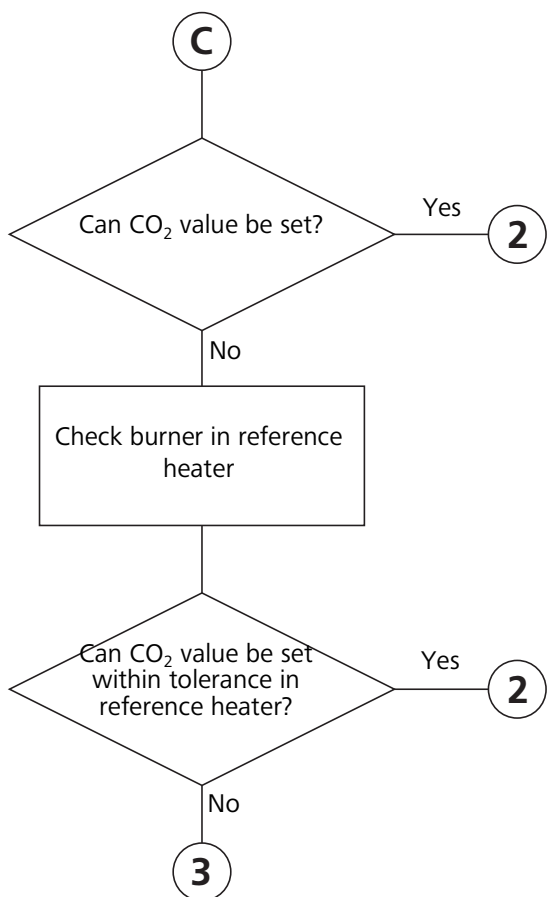 C
Can CO₂ value be set?
Yes
2
No
Check burner in reference
heater
Can CO₂ value be set
within tolerance in
reference heater?
Yes
2
No
3